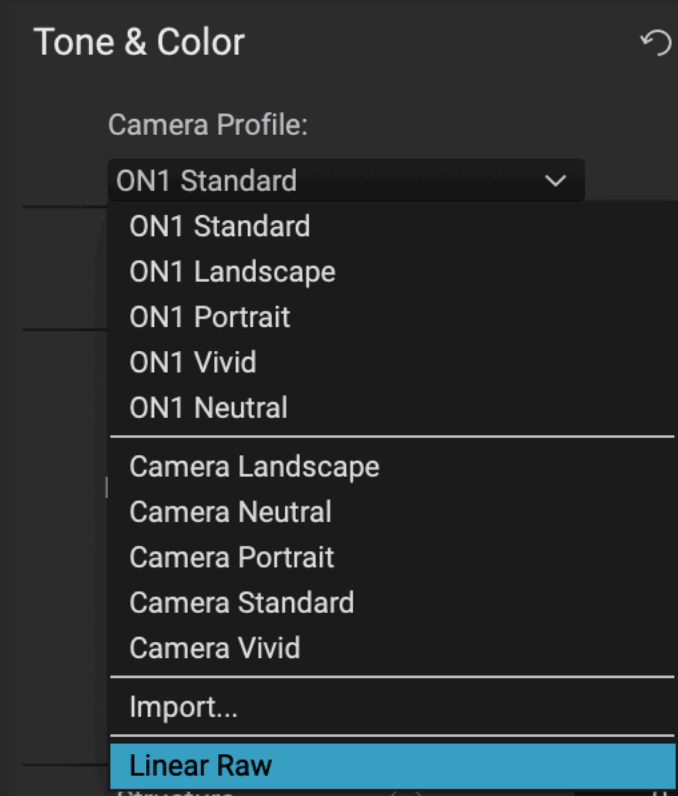 Tone & Color
Camera Profile:
ON1 Standard
ON1 Standard
ON1 Landscape
ON1 Portrait
ON1 Vivid
ON1 Neutral
Camera Landscape
Camera Neutral
Camera Portrait
Camera Standard
Camera Vivid
Import...
Linear Raw